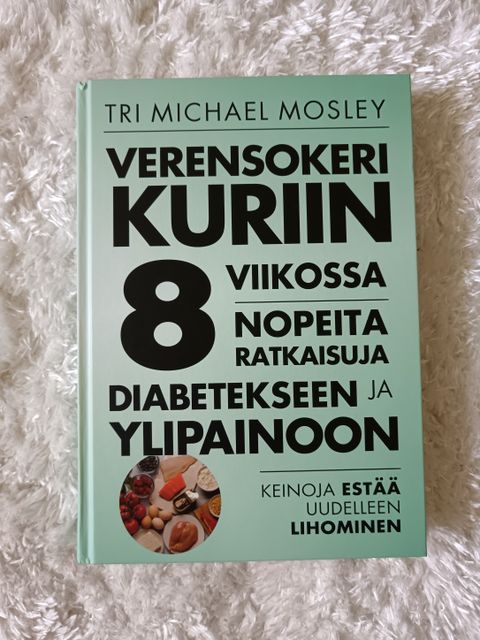 TRI MICHAEL MOSLEY
VERENSOKERI
KURIIN
8 VIIKOSSA
NOPEITA
RATKAISUJA
DIABETEKSEEN JA
YLIPAINOON
KEINOJA ESTÄÄ
UUDELLEEN
LIHOMINEN